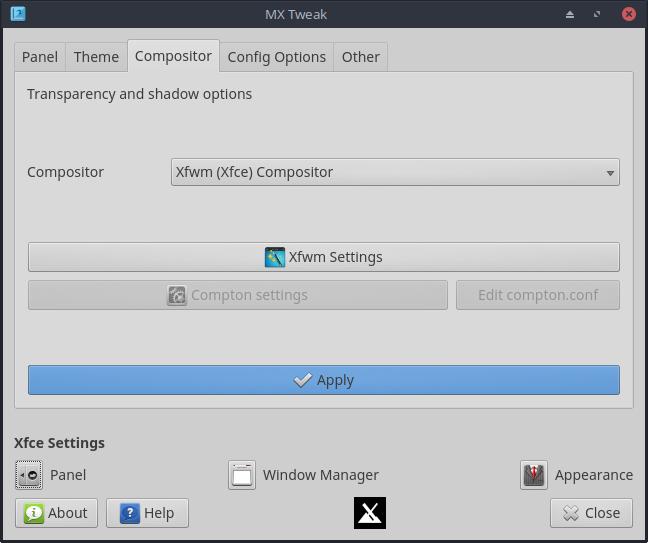 MX Tweak
Panel Theme Compositor Config Options Other
Transparency and shadow options
Compositor Xfwm (Xfce) Compositor
Xfwm Settings
Compton settings Edit compton.conf
Apply
Xfce Settings
Panel Window Manager Appearance
About Help Close